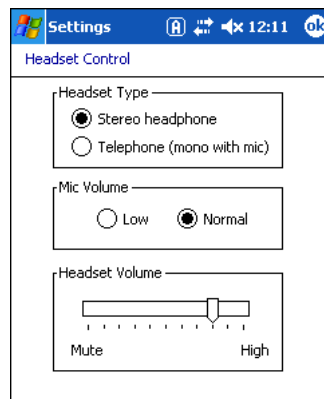 Settings A 12:11 ok
Headset Control
Headset Type
Stereo headphone
Telephone (mono with mic)
Mic Volume
Low Normal
Headset Volume
Mute High